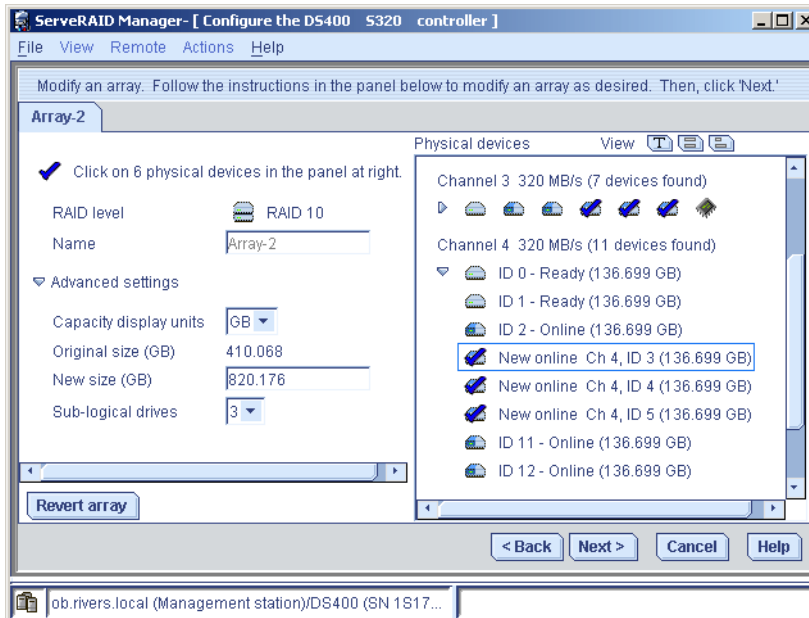 ServeRAID Manager- [ Configure the DS400 S320 controller ]
File View Remote Actions Help
Modify an array. Follow the instructions in the panel below to modify an array as desired. Then, click 'Next.'
Array-2
Physical devices View T
Click on 6 physical devices in the panel at right.
RAID level RAID 10
Name Array-2
Advanced settings
Capacity display units GB
Original size (GB) 410.068
New size (GB) 820.176
Sub-logical drives 3
Revert array
Channel 3 320 MB/s (7 devices found)
Channel 4 320 MB/s (11 devices found)
ID 0 - Ready (136.699 GB)
ID 1 - Ready (136.699 GB)
ID 2 - Online (136.699 GB)
New online Ch 4, ID 3 (136.699 GB)
New online Ch 4, ID 4 (136.699 GB)
New online Ch 4, ID 5 (136.699 GB)
ID 11 - Online (136.699 GB)
ID 12 - Online (136.699 GB)
< Back Next > Cancel Help
ob.rivers.local (Management station)/DS400 (SN 1S17...